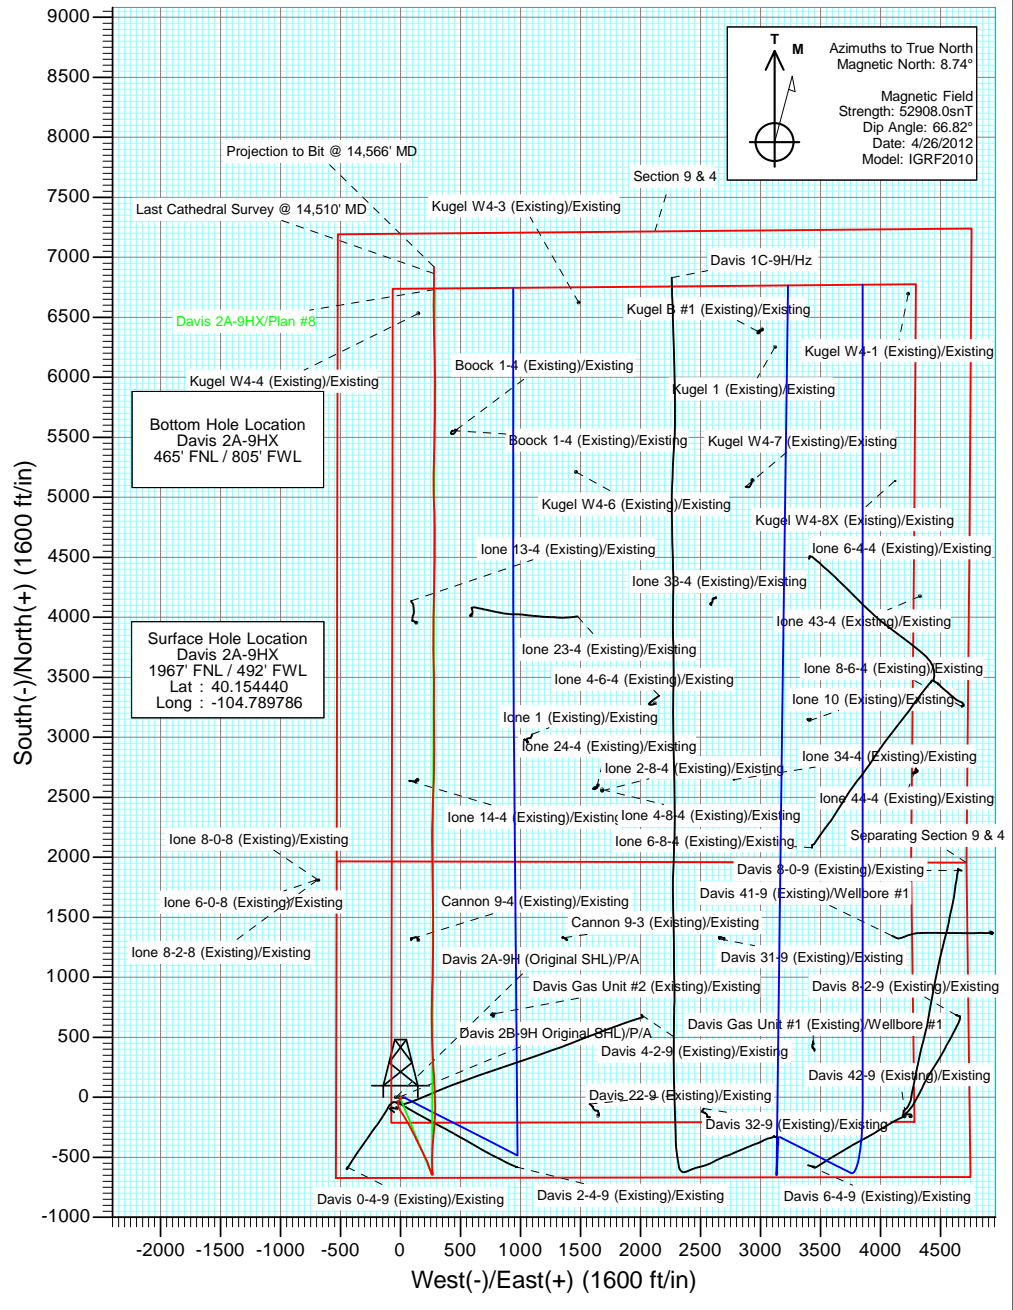 9000
8500
8000
7500
7000
6500
6000
5500
5000
4500
4000
3500
3000
2500
2000
1500
1000
500
0
-500
-1000
South(-)/North(+) (1600 ft/in)
T
M
Azimuths to True North
Magnetic North: 8.74°
Magnetic Field
Strength: 52908.0snT
Dip Angle: 66.82°
Date: 4/26/2012
Model: IGRF2010
Projection to Bit @ 14,566' MD
Section 9 & 4
Last Cathedral Survey @ 14,510' MD
Kugel W4-3 (Existing)/Existing
Davis 1C-9H/Hz
Davis 2A-9HX/Plan #8
Kugel B #1 (Existing)/Existing
Kugel W4-1 (Existing)/Existing
Kugel W4-4 (Existing)/Existing
Boock 1-4 (Existing)/Existing
Kugel 1 (Existing)/Existing
Bottom Hole Location
Davis 2A-9HX
465' FNL / 805' FWL
Boock 1-4 (Existing)/Existing
Kugel W4-7 (Existing)/Existing
Kugel W4-6 (Existing)/Existing
Kugel W4-8X (Existing)/Existing
Ione 13-4 (Existing)/Existing
Ione 6-4-4 (Existing)/Existing
Ione 33-4 (Existing)/Existing
Ione 43-4 (Existing)/Existing
Surface Hole Location
Davis 2A-9HX
1967' FNL / 492' FWL
Lat : 40.154440
Long : -104.789786
Ione 23-4 (Existing)/Existing
Ione 8-6-4 (Existing)/Existing
Ione 4-6-4 (Existing)/Existing
Ione 10 (Existing)/Existing
Ione 1 (Existing)/Existing
Ione 24-4 (Existing)/Existing
Ione 34-4 (Existing)/Existing
Ione 2-8-4 (Existing)/Existing
Ione 44-4 (Existing)/Existing
Ione 14-4 (Existing)/Existing
Ione 4-8-4 (Existing)/Existing
Ione 6-8-4 (Existing)/Existing
Separating Section 9 & 4
Ione 8-0-8 (Existing)/Existing
Davis 8-0-9 (Existing)/Existing
Ione 6-0-8 (Existing)/Existing
Cannon 9-4 (Existing)/Existing
Davis 41-9 (Existing)/Wellbore #1
Cannon 9-3 (Existing)/Existing
Ione 8-2-8 (Existing)/Existing
Davis 2A-9H (Original SHL)/P/A
Davis 31-9 (Existing)/Existing
Davis Gas Unit #2 (Existing)/Existing
Davis 8-2-9 (Existing)/Existing
Davis 2B-9H Original SHL)/P/A
Davis Gas Unit #1 (Existing)/Wellbore #1
Davis 4-2-9 (Existing)/Existing
Davis 42-9 (Existing)/Existing
Davis 22-9 (Existing)/Existing
Davis 32-9 (Existing)/Existing
Davis 0-4-9 (Existing)/Existing
Davis 2-4-9 (Existing)/Existing
Davis 6-4-9 (Existing)/Existing
-2000 -1500 -1000 -500 0 500 1000 1500 2000 2500 3000 3500 4000 4500
West(-)/East(+) (1600 ft/in)